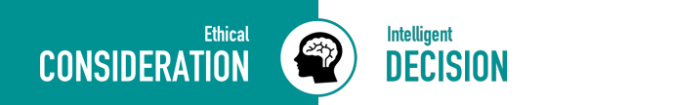 Ethical
CONSIDERATION
Intelligent
DECISION